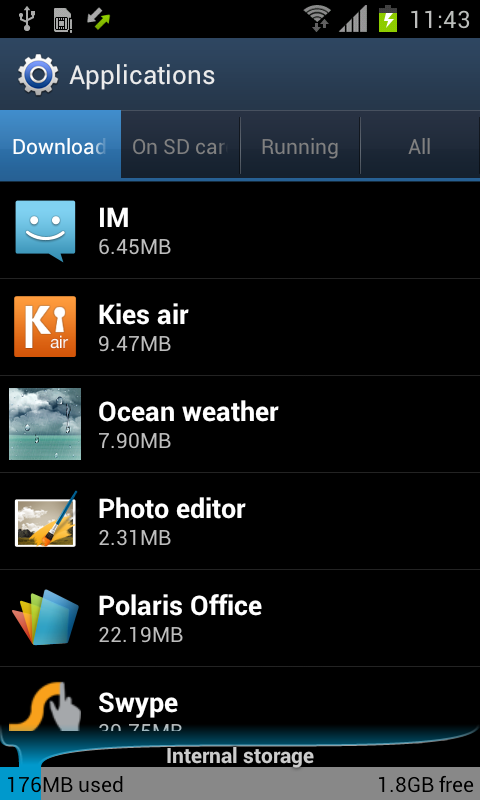 11:43
Applications
Download
On SD car
Running
All
IM
6.45MB
Kies air
9.47MB
Ki
air
Ocean weather
7.90MB
Photo editor
2.31MB
Polaris Office
22.19MB
Swype
Internal storage
176MB used
1.8GB free